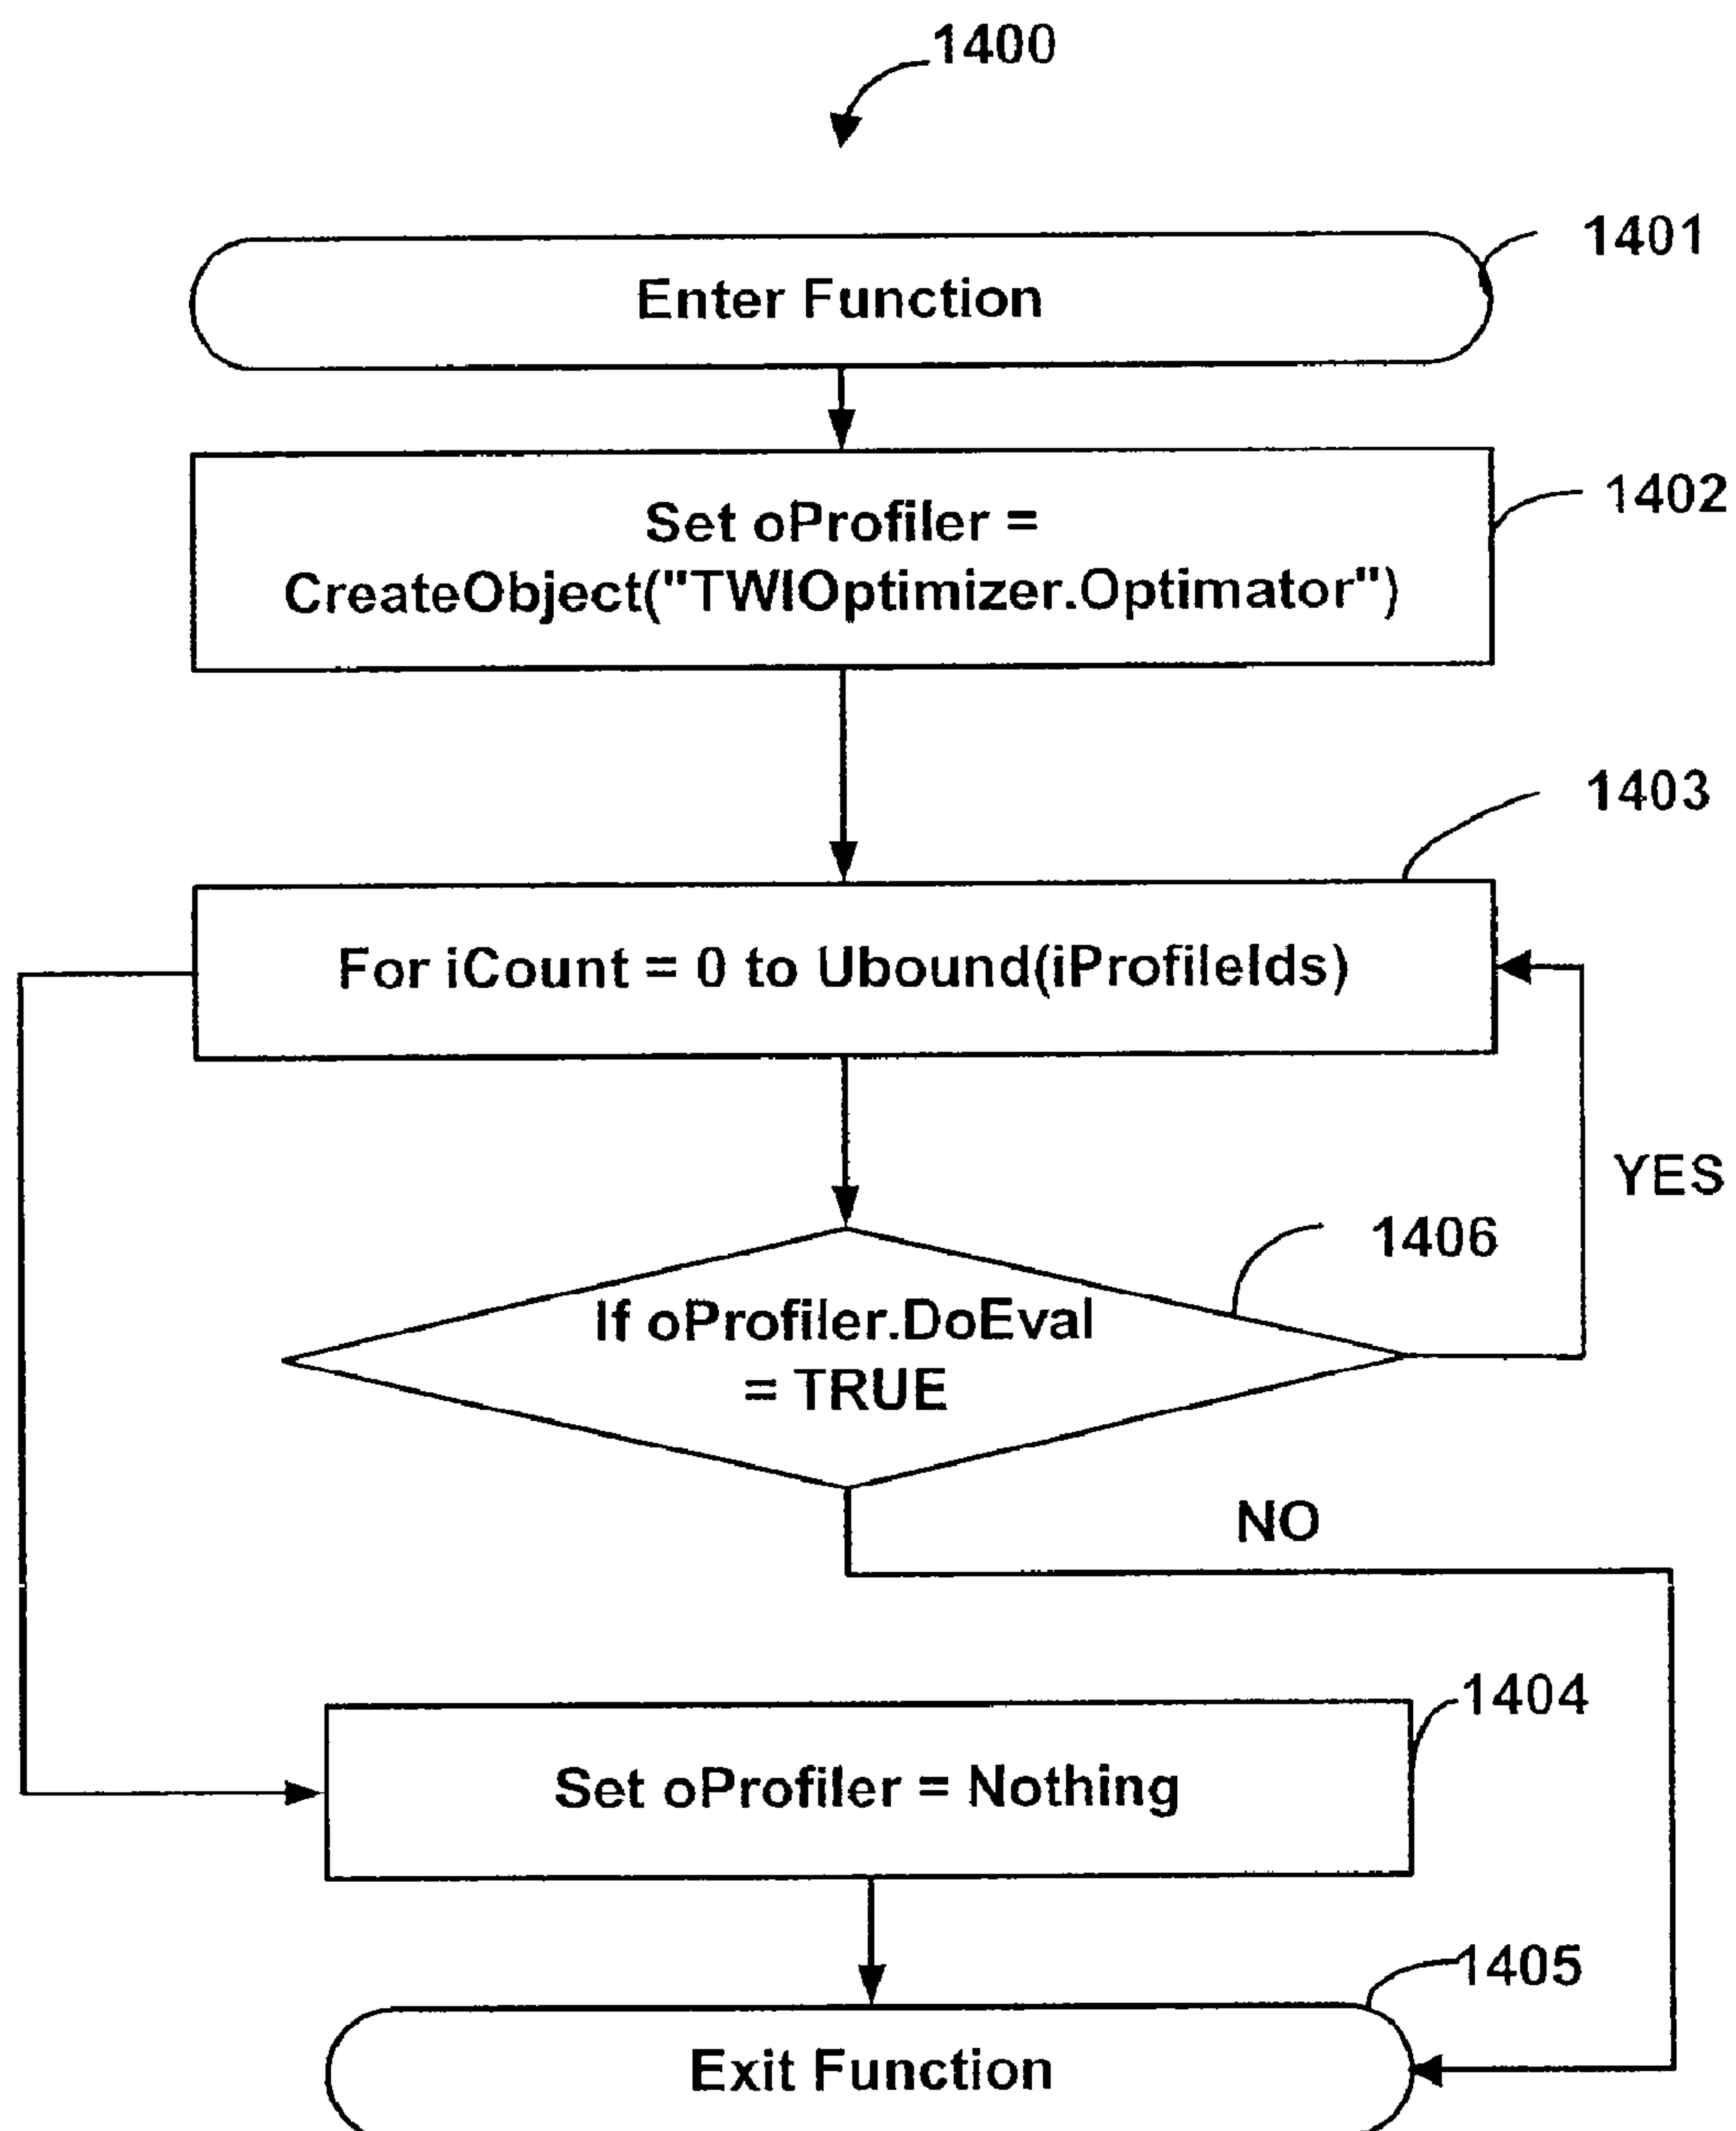 1400
1401
Enter Function
1402
Set oProfiler =
CreateObject("TWIOptimizer.Optimator")
1403
For iCount = 0 to Ubound(iProfileIds)
YES
1406
If oProfiler.DoEval
= TRUE
NO
1404
Set oProfiler = Nothing
1405
Exit Function